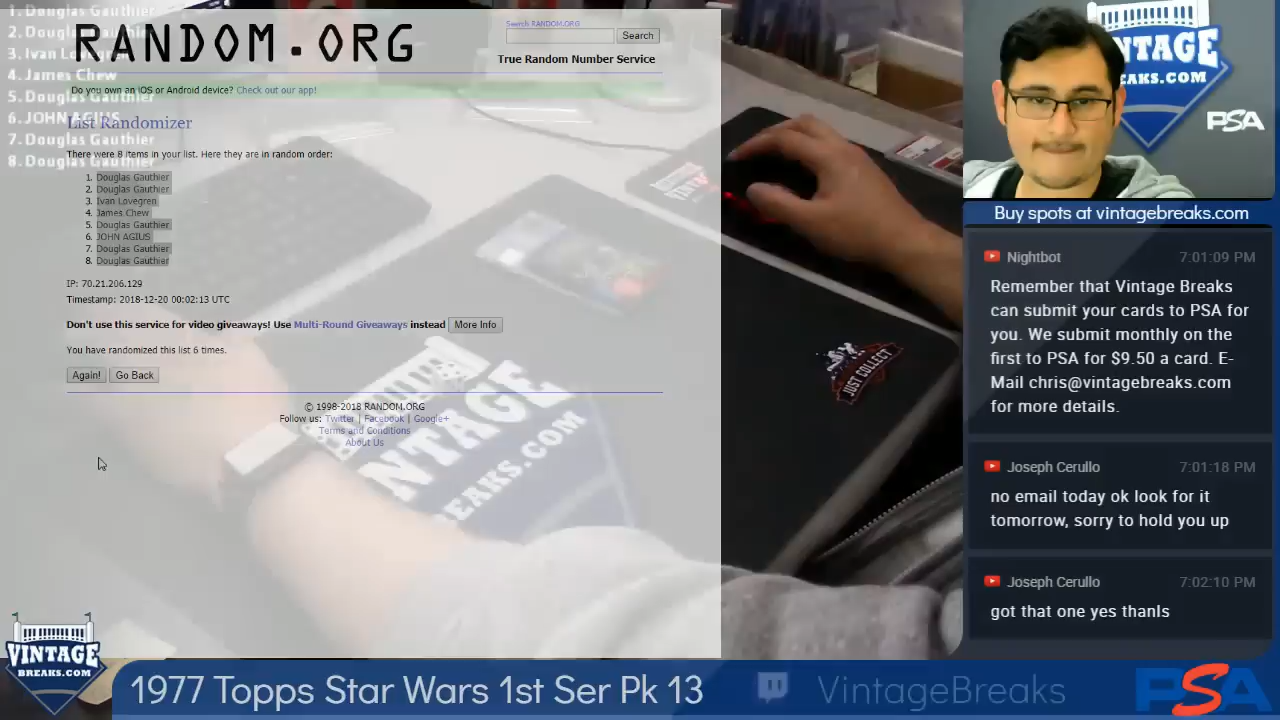 1. Douglas Gauthier
2. Douglas Gauthier
3. Ivan Lovegren
4. James Chew
5. Douglas Gauthier
6. JOHN AGIUS
7. Douglas Gauthier
8. Douglas Gauthier
RANDOM.ORG
Search RANDOM.ORG
Search
True Random Number Service
Do you own an iOS or Android device? Check out our app!
List Randomizer
There were 8 items in your list. Here they are in random order:
1. Douglas Gauthier
2. Douglas Gauthier
3. Ivan Lovegren
4. James Chew
5. Douglas Gauthier
6. JOHN AGIUS
7. Douglas Gauthier
8. Douglas Gauthier
IP: 70.21.206.129
Timestamp: 2018-12-20 00:02:13 UTC
Don't use this service for video giveaways! Use Multi-Round Giveaways instead More Info
You have randomized this list 6 times.
Again! Go Back
© 1998-2018 RANDOM.ORG
Follow us: Twitter | Facebook | Google+
Terms and Conditions
About Us
VINTAGE
BREAKS.COM
JUST COLLECT
VINTAGE
BREAKS.COM
PSA
Buy spots at vintagebreaks.com
Nightbot 7:01:09 PM
Remember that Vintage Breaks
can submit your cards to PSA for
you. We submit monthly on the
first to PSA for $9.50 a card. E-
Mail chris@vintagebreaks.com
for more details.
Joseph Cerullo 7:01:18 PM
no email today ok look for it
tomorrow, sorry to hold you up
Joseph Cerullo 7:02:10 PM
got that one yes thanls
VINTAGE
BREAKS.COM
1977 Topps Star Wars 1st Ser Pk 13
VintageBreaks
PSA